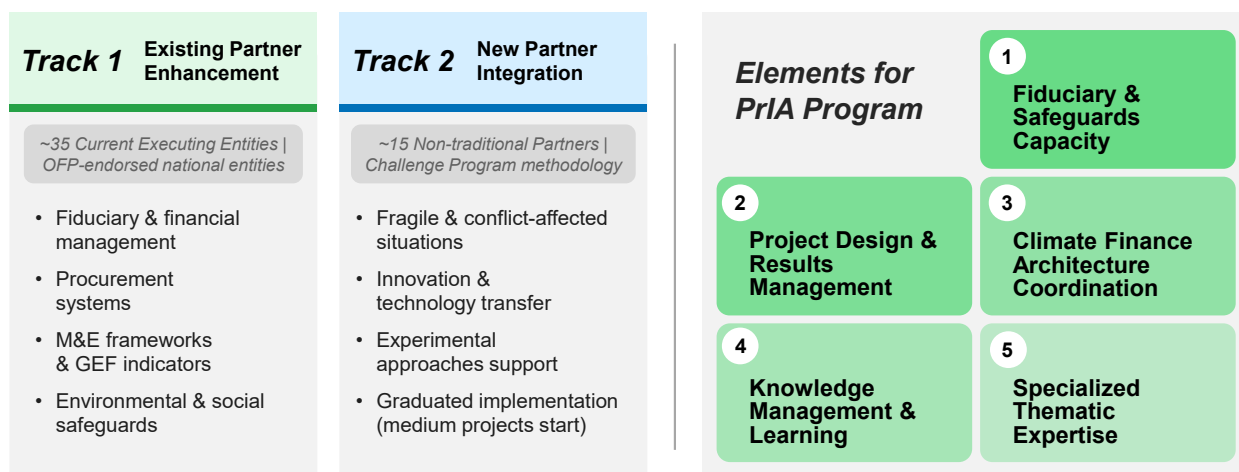 Track 1
Existing Partner
Enhancement
~35 Current Executing Entities |
OFP-endorsed national entities
• Fiduciary & financial
management
• Procurement
systems
• M&E frameworks
& GEF indicators
• Environmental & social
safeguards
Track 2
New Partner
Integration
~15 Non-traditional Partners |
Challenge Program methodology
• Fragile & conflict-affected
situations
• Innovation &
technology transfer
• Experimental
approaches support
• Graduated implementation
(medium projects start)
Elements for
PrIA Program
1
Fiduciary &
Safeguards
Capacity
2
Project Design &
Results
Management
3
Climate Finance
Architecture
Coordination
4
Knowledge
Management &
Learning
5
Specialized
Thematic
Expertise